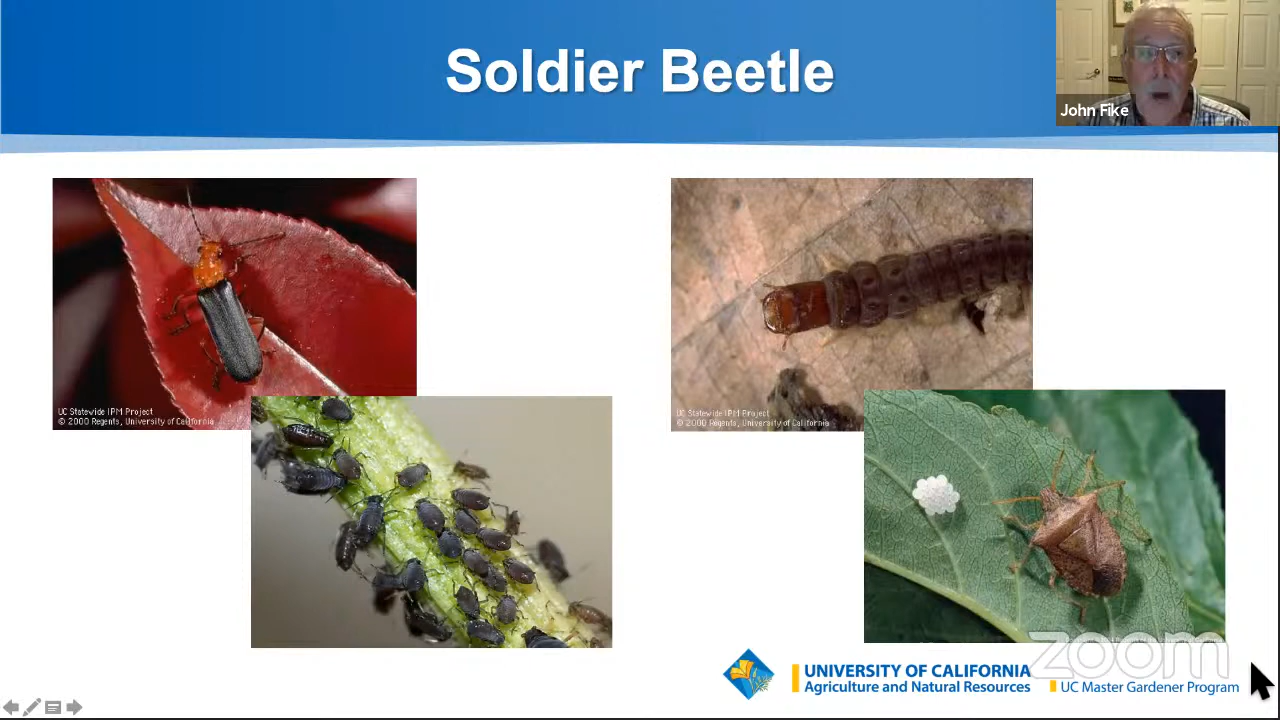 Soldier Beetle
John Fike
UC Statewide IPM Project
© 2000 Regents, University of California
UC Statewide IPM Project
© 2000 Regents, University of California
zoom
UNIVERSITY OF CALIFORNIA
Agriculture and Natural Resources
UC Master Gardener Program